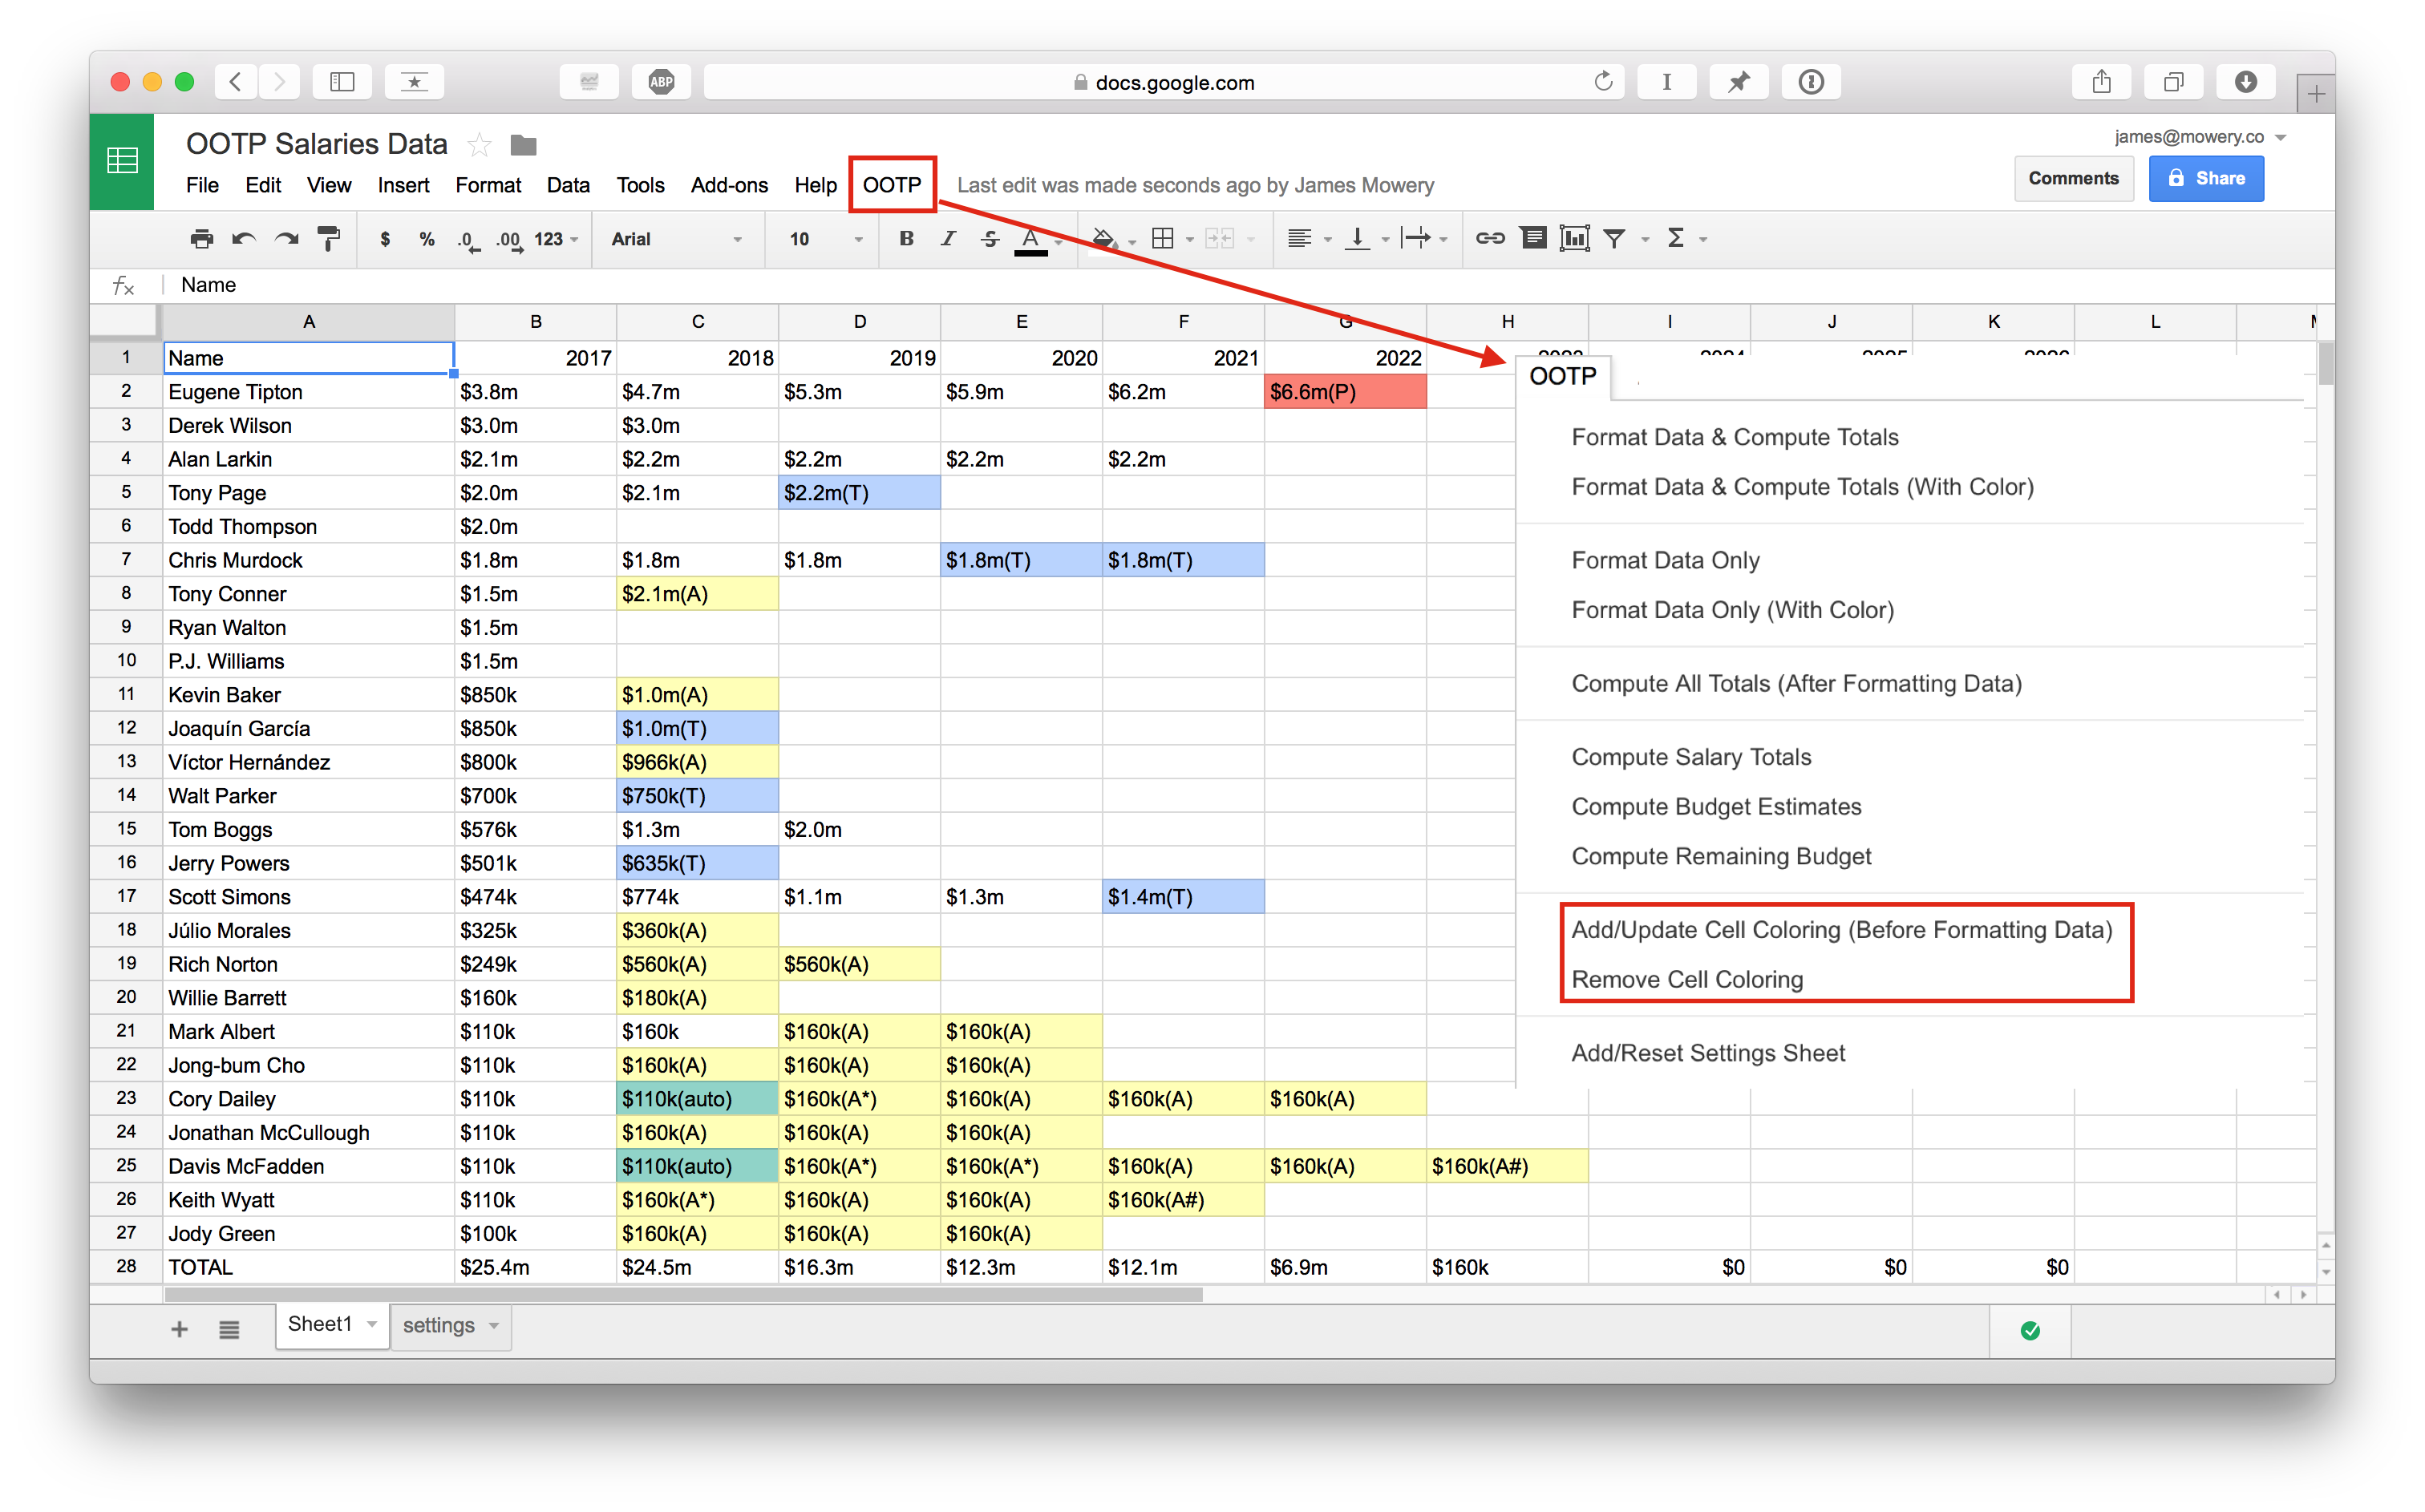 ABP
docs.google.com
OOTP Salaries Data
james@mowery.co
File Edit View Insert Format Data Tools Add-ons Help OOTP Last edit was made seconds ago by James Mowery
Comments Share
$ % .0 .00 123 Arial 10 B I S A Σ
fx Name
A B C D E F G H I J K L
1 Name 2017 2018 2019 2020 2021 2022
2 Eugene Tipton $3.8m $4.7m $5.3m $5.9m $6.2m $6.6m(P)
3 Derek Wilson $3.0m $3.0m
4 Alan Larkin $2.1m $2.2m $2.2m $2.2m $2.2m
5 Tony Page $2.0m $2.1m $2.2m(T)
6 Todd Thompson $2.0m
7 Chris Murdock $1.8m $1.8m $1.8m $1.8m(T) $1.8m(T)
8 Tony Conner $1.5m $2.1m(A)
9 Ryan Walton $1.5m
10 P.J. Williams $1.5m
11 Kevin Baker $850k $1.0m(A)
12 Joaquín García $850k $1.0m(T)
13 Víctor Hernández $800k $966k(A)
14 Walt Parker $700k $750k(T)
15 Tom Boggs $576k $1.3m $2.0m
16 Jerry Powers $501k $635k(T)
17 Scott Simons $474k $774k $1.1m $1.3m $1.4m(T)
18 Júlio Morales $325k $360k(A)
19 Rich Norton $249k $560k(A) $560k(A)
20 Willie Barrett $160k $180k(A)
21 Mark Albert $110k $160k $160k(A) $160k(A)
22 Jong-bum Cho $110k $160k(A) $160k(A) $160k(A)
23 Cory Dailey $110k $110k(auto) $160k(A*) $160k(A) $160k(A) $160k(A)
24 Jonathan McCullough $110k $160k(A) $160k(A) $160k(A)
25 Davis McFadden $110k $110k(auto) $160k(A*) $160k(A*) $160k(A) $160k(A) $160k(A#)
26 Keith Wyatt $110k $160k(A*) $160k(A) $160k(A) $160k(A#)
27 Jody Green $100k $160k(A) $160k(A) $160k(A)
28 TOTAL $25.4m $24.5m $16.3m $12.3m $12.1m $6.9m $160k $0 $0 $0
OOTP
Format Data & Compute Totals
Format Data & Compute Totals (With Color)
Format Data Only
Format Data Only (With Color)
Compute All Totals (After Formatting Data)
Compute Salary Totals
Compute Budget Estimates
Compute Remaining Budget
Add/Update Cell Coloring (Before Formatting Data)
Remove Cell Coloring
Add/Reset Settings Sheet
Sheet1 settings